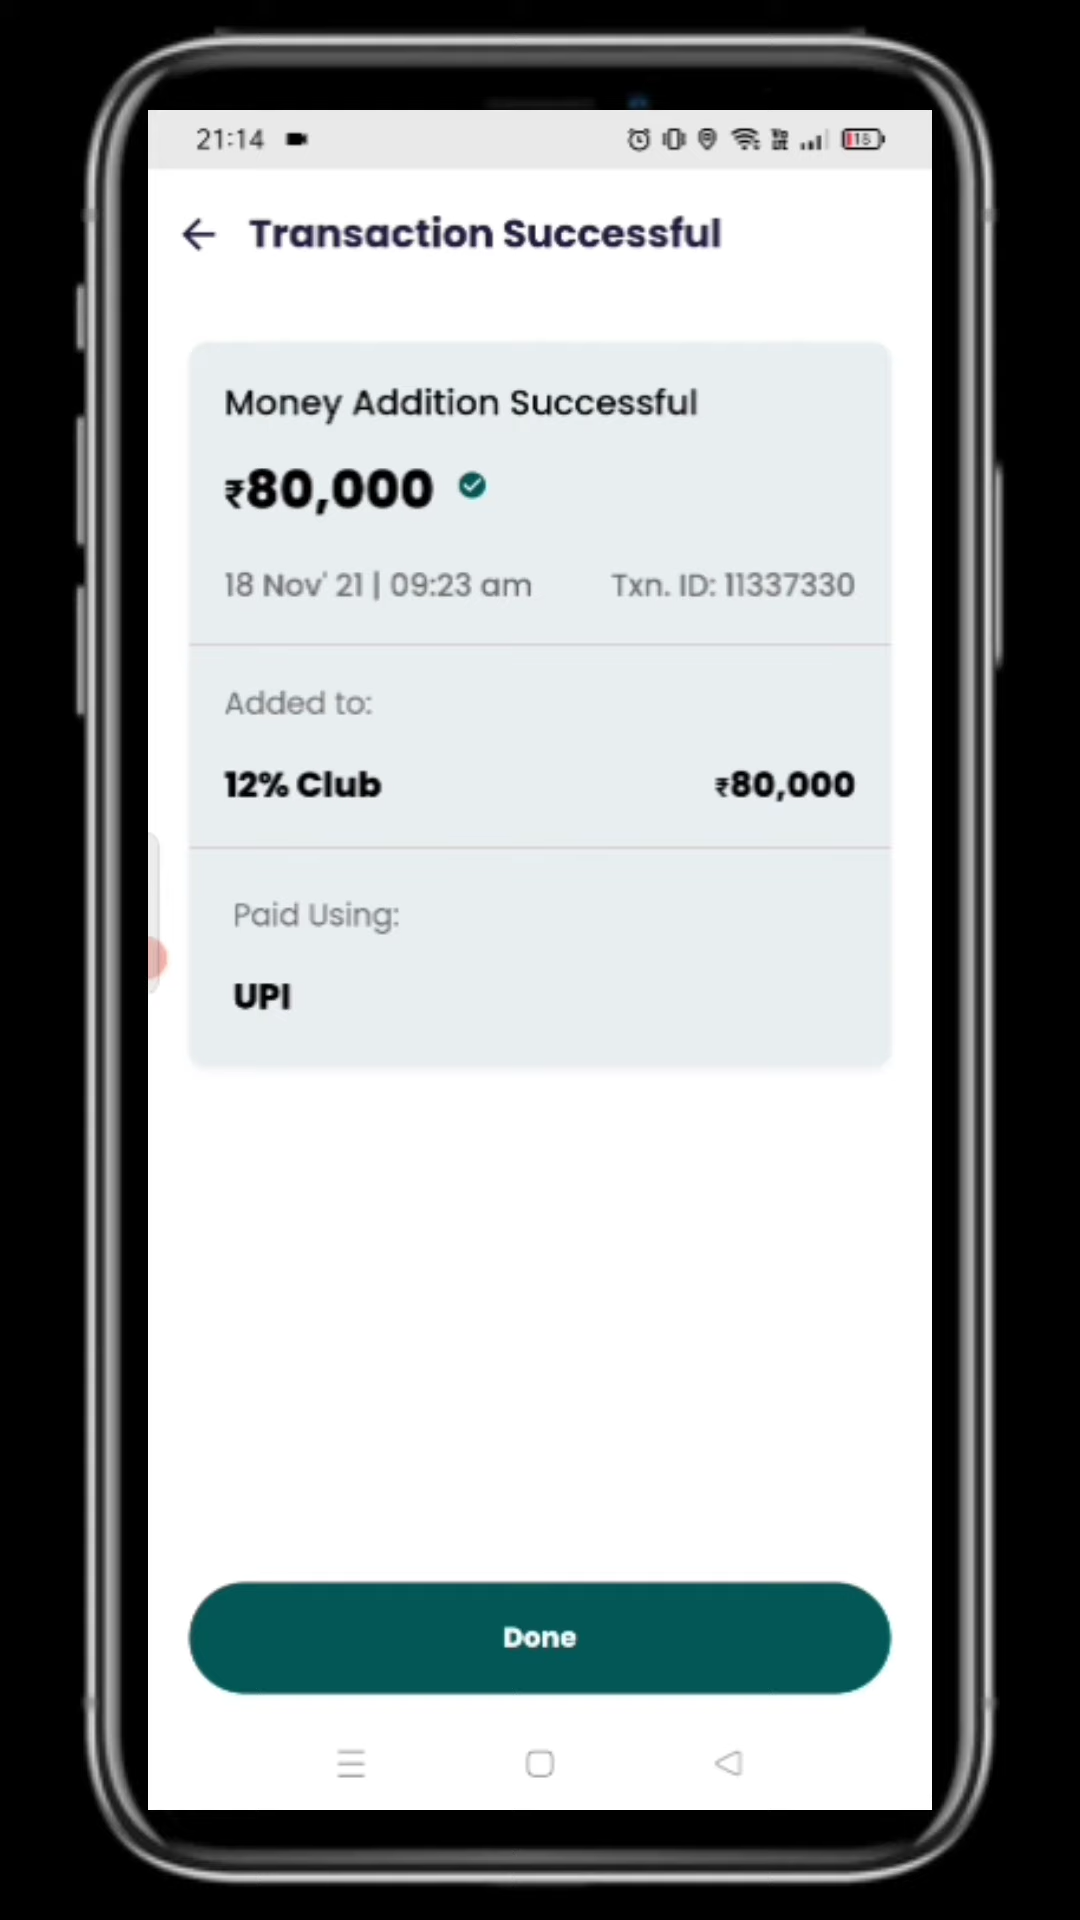 21:14
15
Transaction Successful
Money Addition Successful
₹80,000
18 Nov' 21 | 09:23 am Txn. ID: 11337330
Added to:
12% Club ₹80,000
Paid Using:
UPI
Done